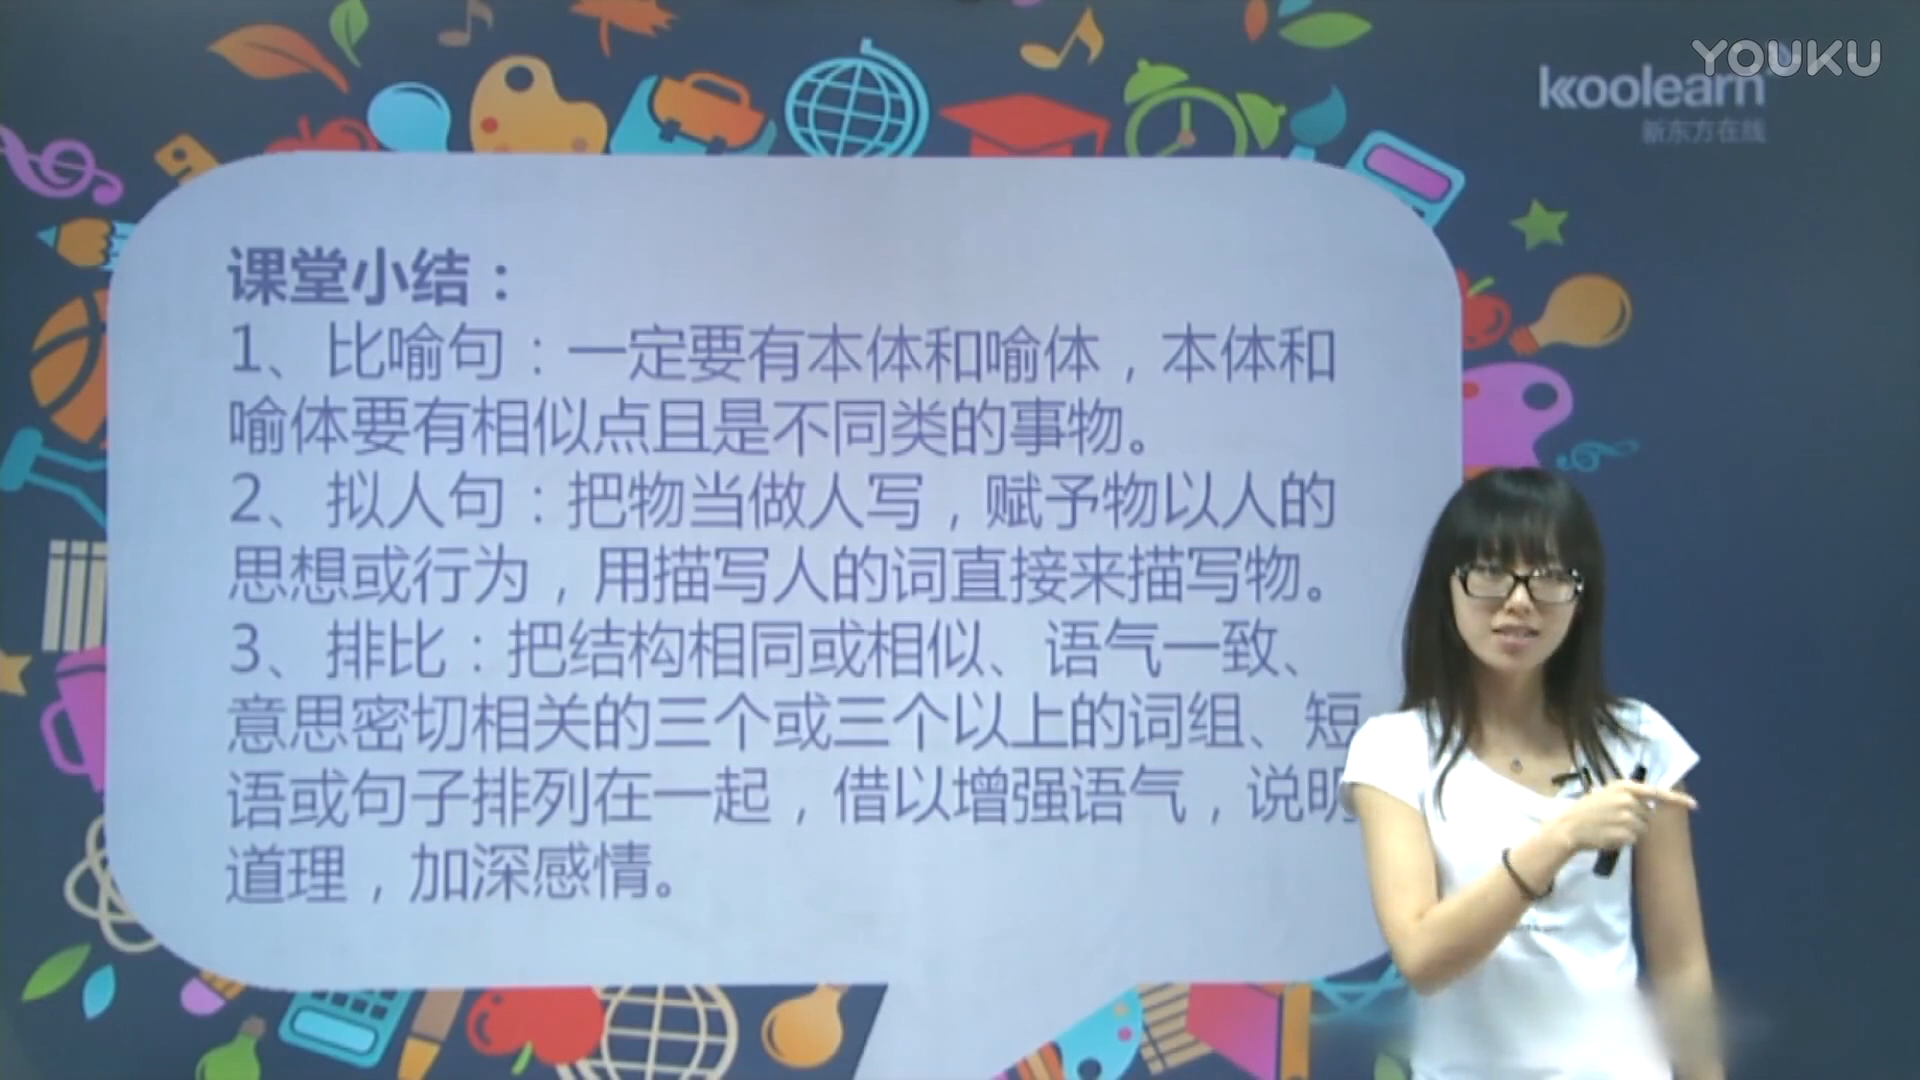 YOUKU
koolearn
新东方在线
课堂小结：
1、比喻句：一定要有本体和喻体，本体和
喻体要有相似点且是不同类的事物。
2、拟人句：把物当做人写，赋予物以人的
思想或行为，用描写人的词直接来描写物。
3、排比：把结构相同或相似、语气一致、
意思密切相关的三个或三个以上的词组、短
语或句子排列在一起，借以增强语气，说明
道理，加深感情。